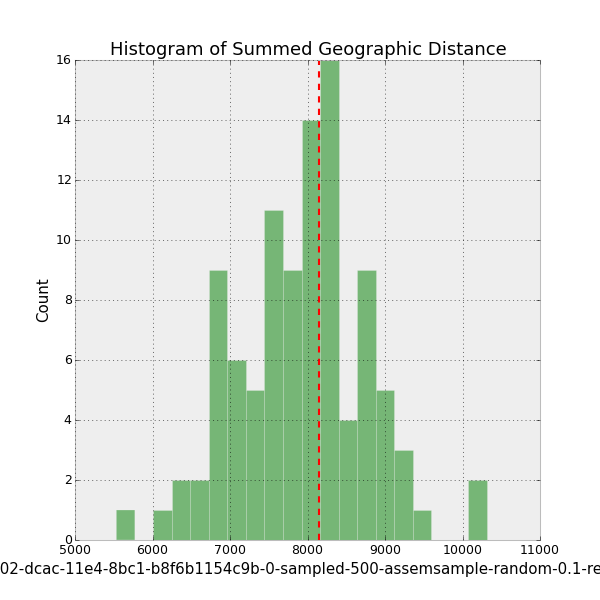 Histogram of Summed Geographic Distance
16
14
12
10
8
6
4
2
0
Count
5000 6000 7000 8000 9000 10000 11000
02-dcac-11e4-8bc1-b8f6b1154c9b-0-sampled-500-assemsample-random-0.1-re